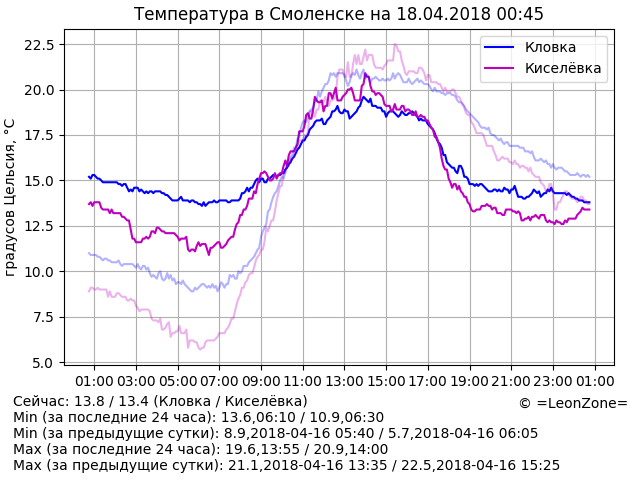 Температура в Смоленске на 18.04.2018 00:45
градусов Цельсия, °C
22.5
20.0
17.5
15.0
12.5
10.0
7.5
5.0
Кловка
Киселёвка
01:00 03:00 05:00 07:00 09:00 11:00 13:00 15:00 17:00 19:00 21:00 23:00 01:00
Сейчас: 13.8 / 13.4 (Кловка / Киселёвка)
© =LeonZone=
Min (за последние 24 часа): 13.6,06:10 / 10.9,06:30
Min (за предыдущие сутки): 8.9,2018-04-16 05:40 / 5.7,2018-04-16 06:05
Max (за последние 24 часа): 19.6,13:55 / 20.9,14:00
Max (за предыдущие сутки): 21.1,2018-04-16 13:35 / 22.5,2018-04-16 15:25